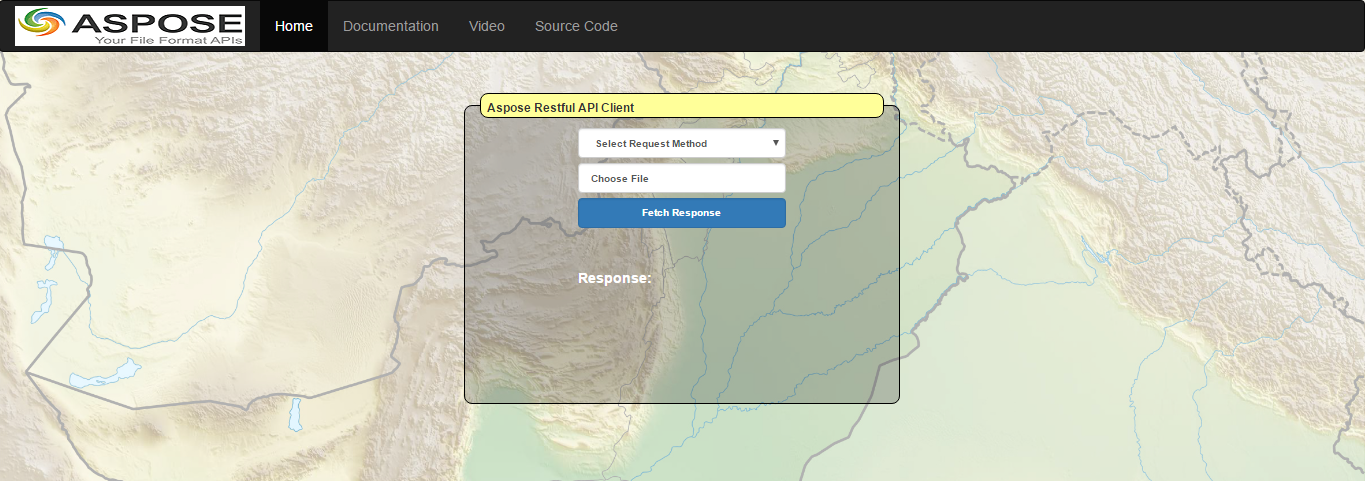 ASPOSE
Your File Format APIs
Home Documentation Video Source Code
Aspose Restful API Client
Select Request Method
Choose File
Fetch Response
Response: